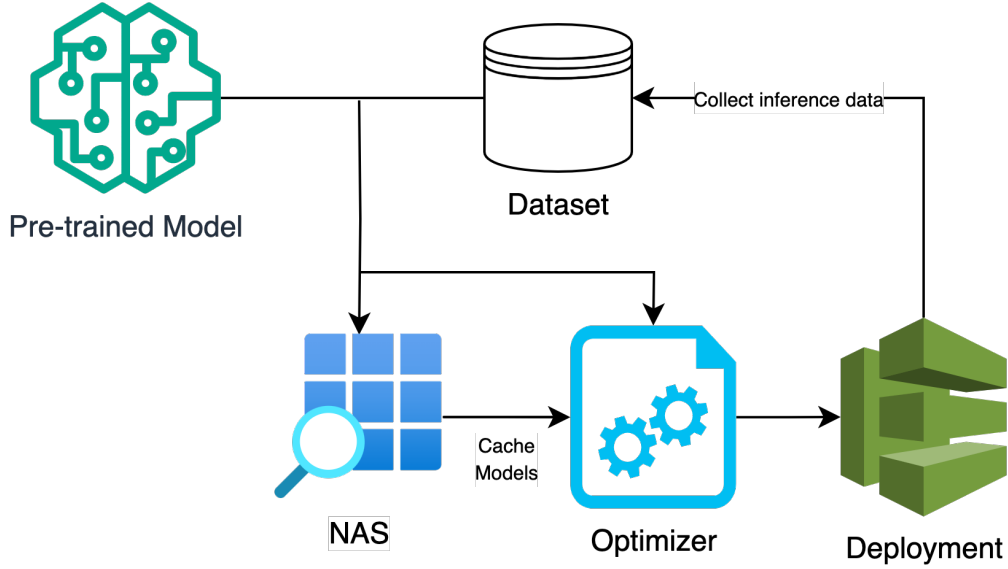 Collect inference data
Dataset
Pre-trained Model
Cache
Models
NAS
Optimizer
Deployment